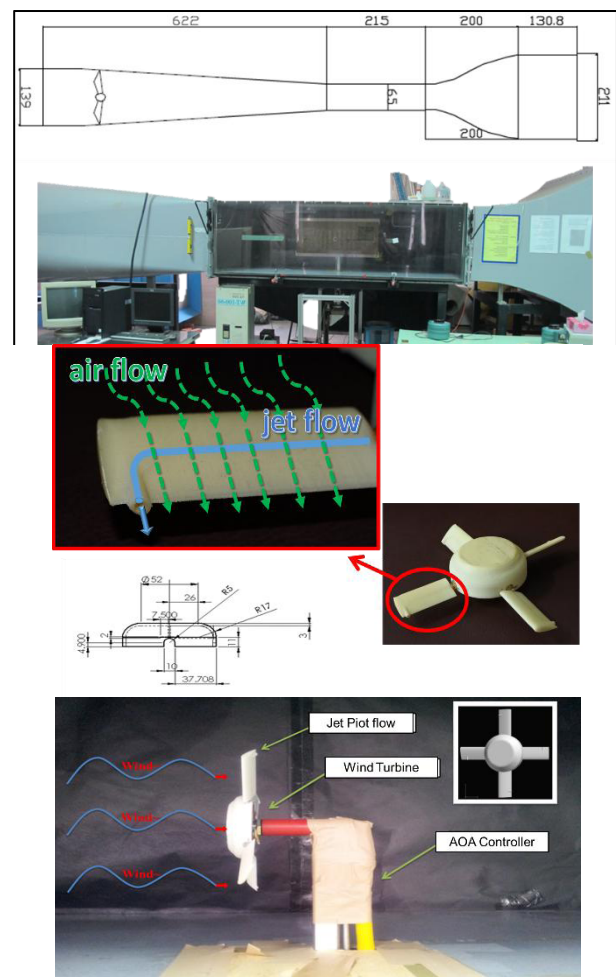 622 215 200 130.8
139
65
211
200
air flow
jet flow
Ø52
26
R5
7,500
R17
4,900
2
11
3
10
37,708
Jet Piot flow
Wind
Wind Turbine
Wind
AOA Controller
Wind